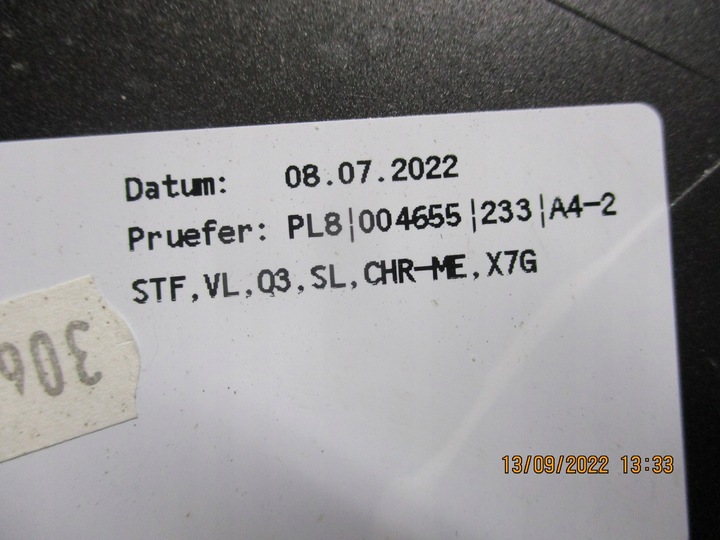 Datum: 08.07.2022
Pruefer: PL8|004655|233|A4-2
STF,VL,Q3,SL,CHR-ME,X7G
306
13/09/2022 13:33